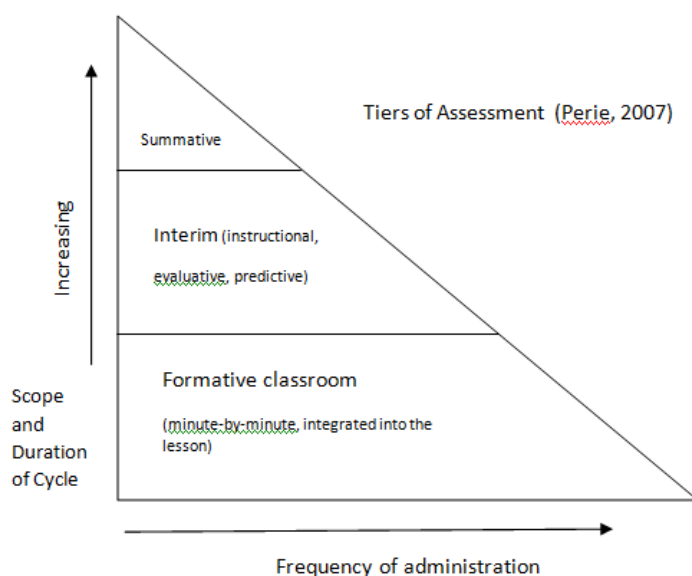 Tiers of Assessment (Perie, 2007)
Summative
Interim (instructional,
evaluative, predictive)
Increasing
Formative classroom
(minute-by-minute, integrated into the
lesson)
Scope
and
Duration
of Cycle
Frequency of administration